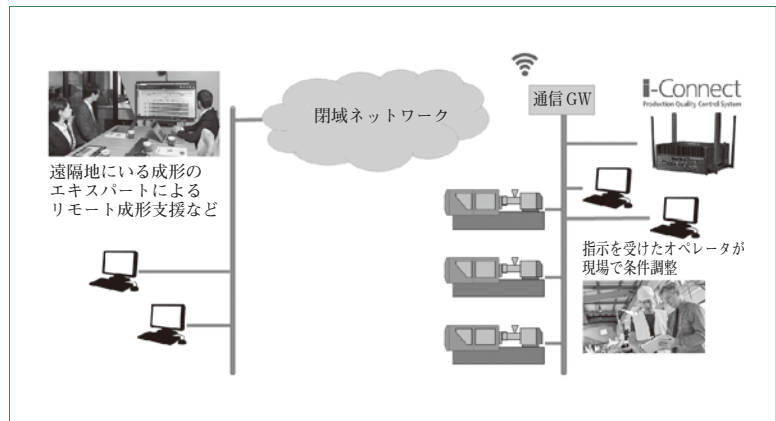 閉域ネットワーク
通信 GW
i-Connect
Production Quality Control System
遠隔地にいる成形の
エキスパートによる
リモート成形支援など
指示を受けたオペレータが
現場で条件調整